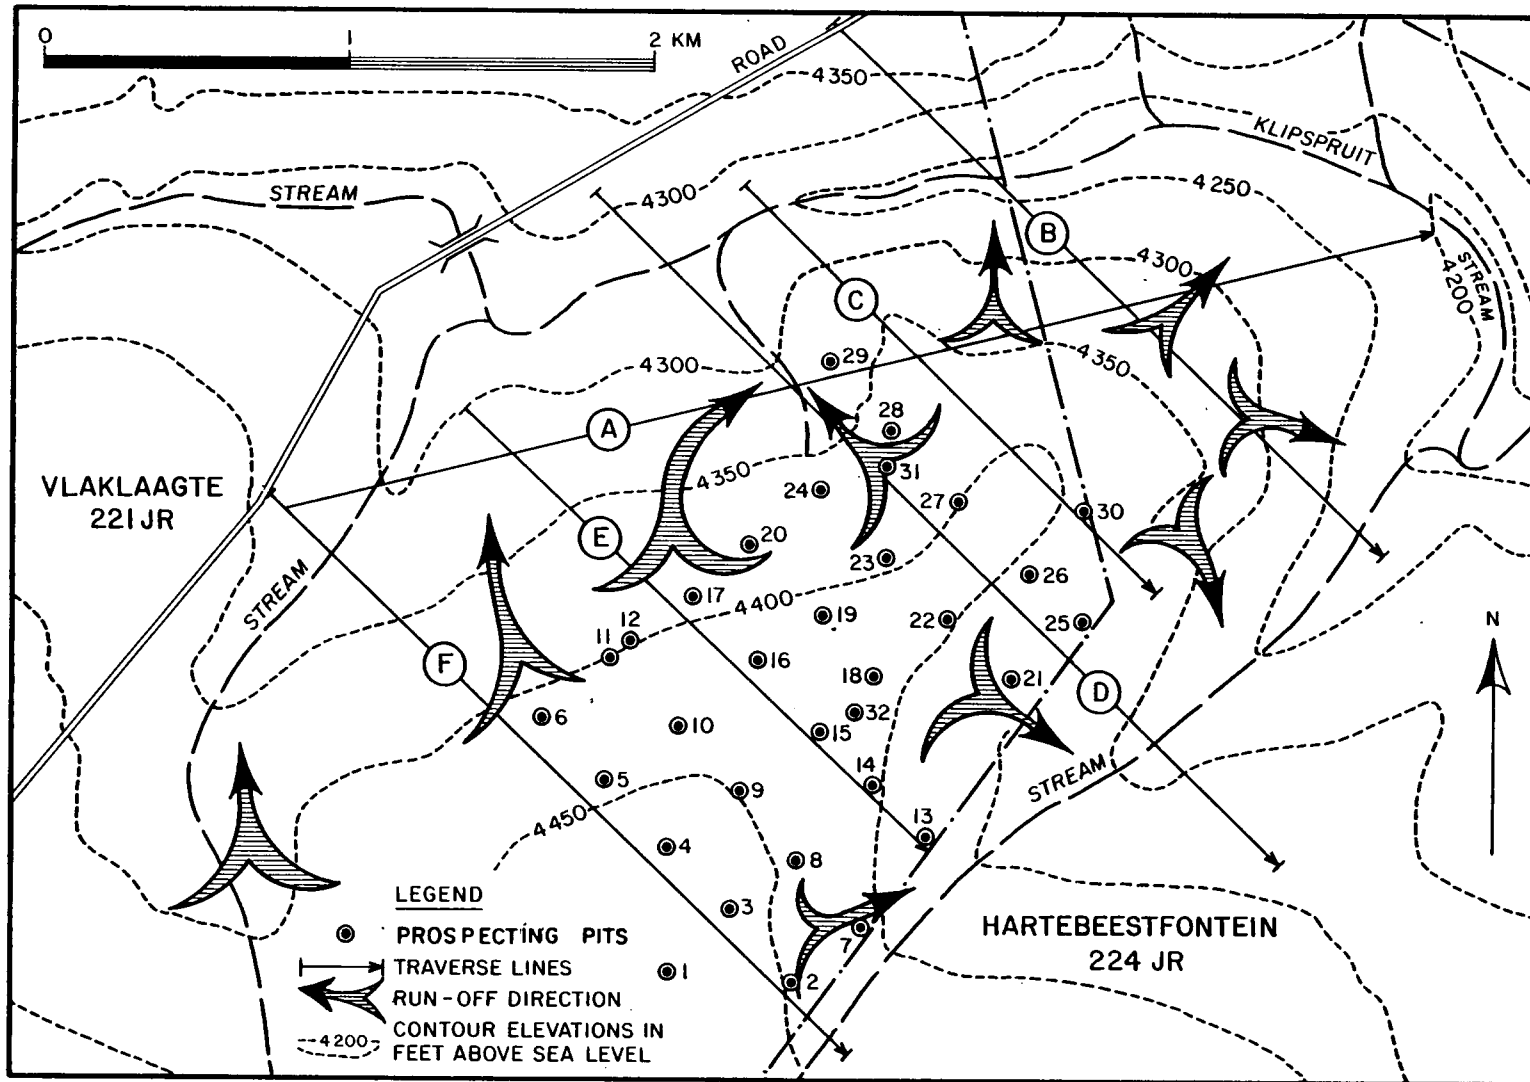 0 1 2 KM
ROAD
4350
KLIPSPRUIT
STREAM
4300
4250
B
STREAM
4200
4300
C
29
4300
4350
A
28
31
4350
24
27
30
VLAKLAAGTE
221 JR
E
20
23
26
STREAM
17
4400
19
22
25
12
11
16
18
21
F
D
6
10
32
15
N
5
9
14
STREAM
4450
13
4
8
3
7
HARTEBEESTFONTEIN
224 JR
1
2
LEGEND
PROSPECTING PITS
TRAVERSE LINES
RUN-OFF DIRECTION
4200
CONTOUR ELEVATIONS IN
FEET ABOVE SEA LEVEL